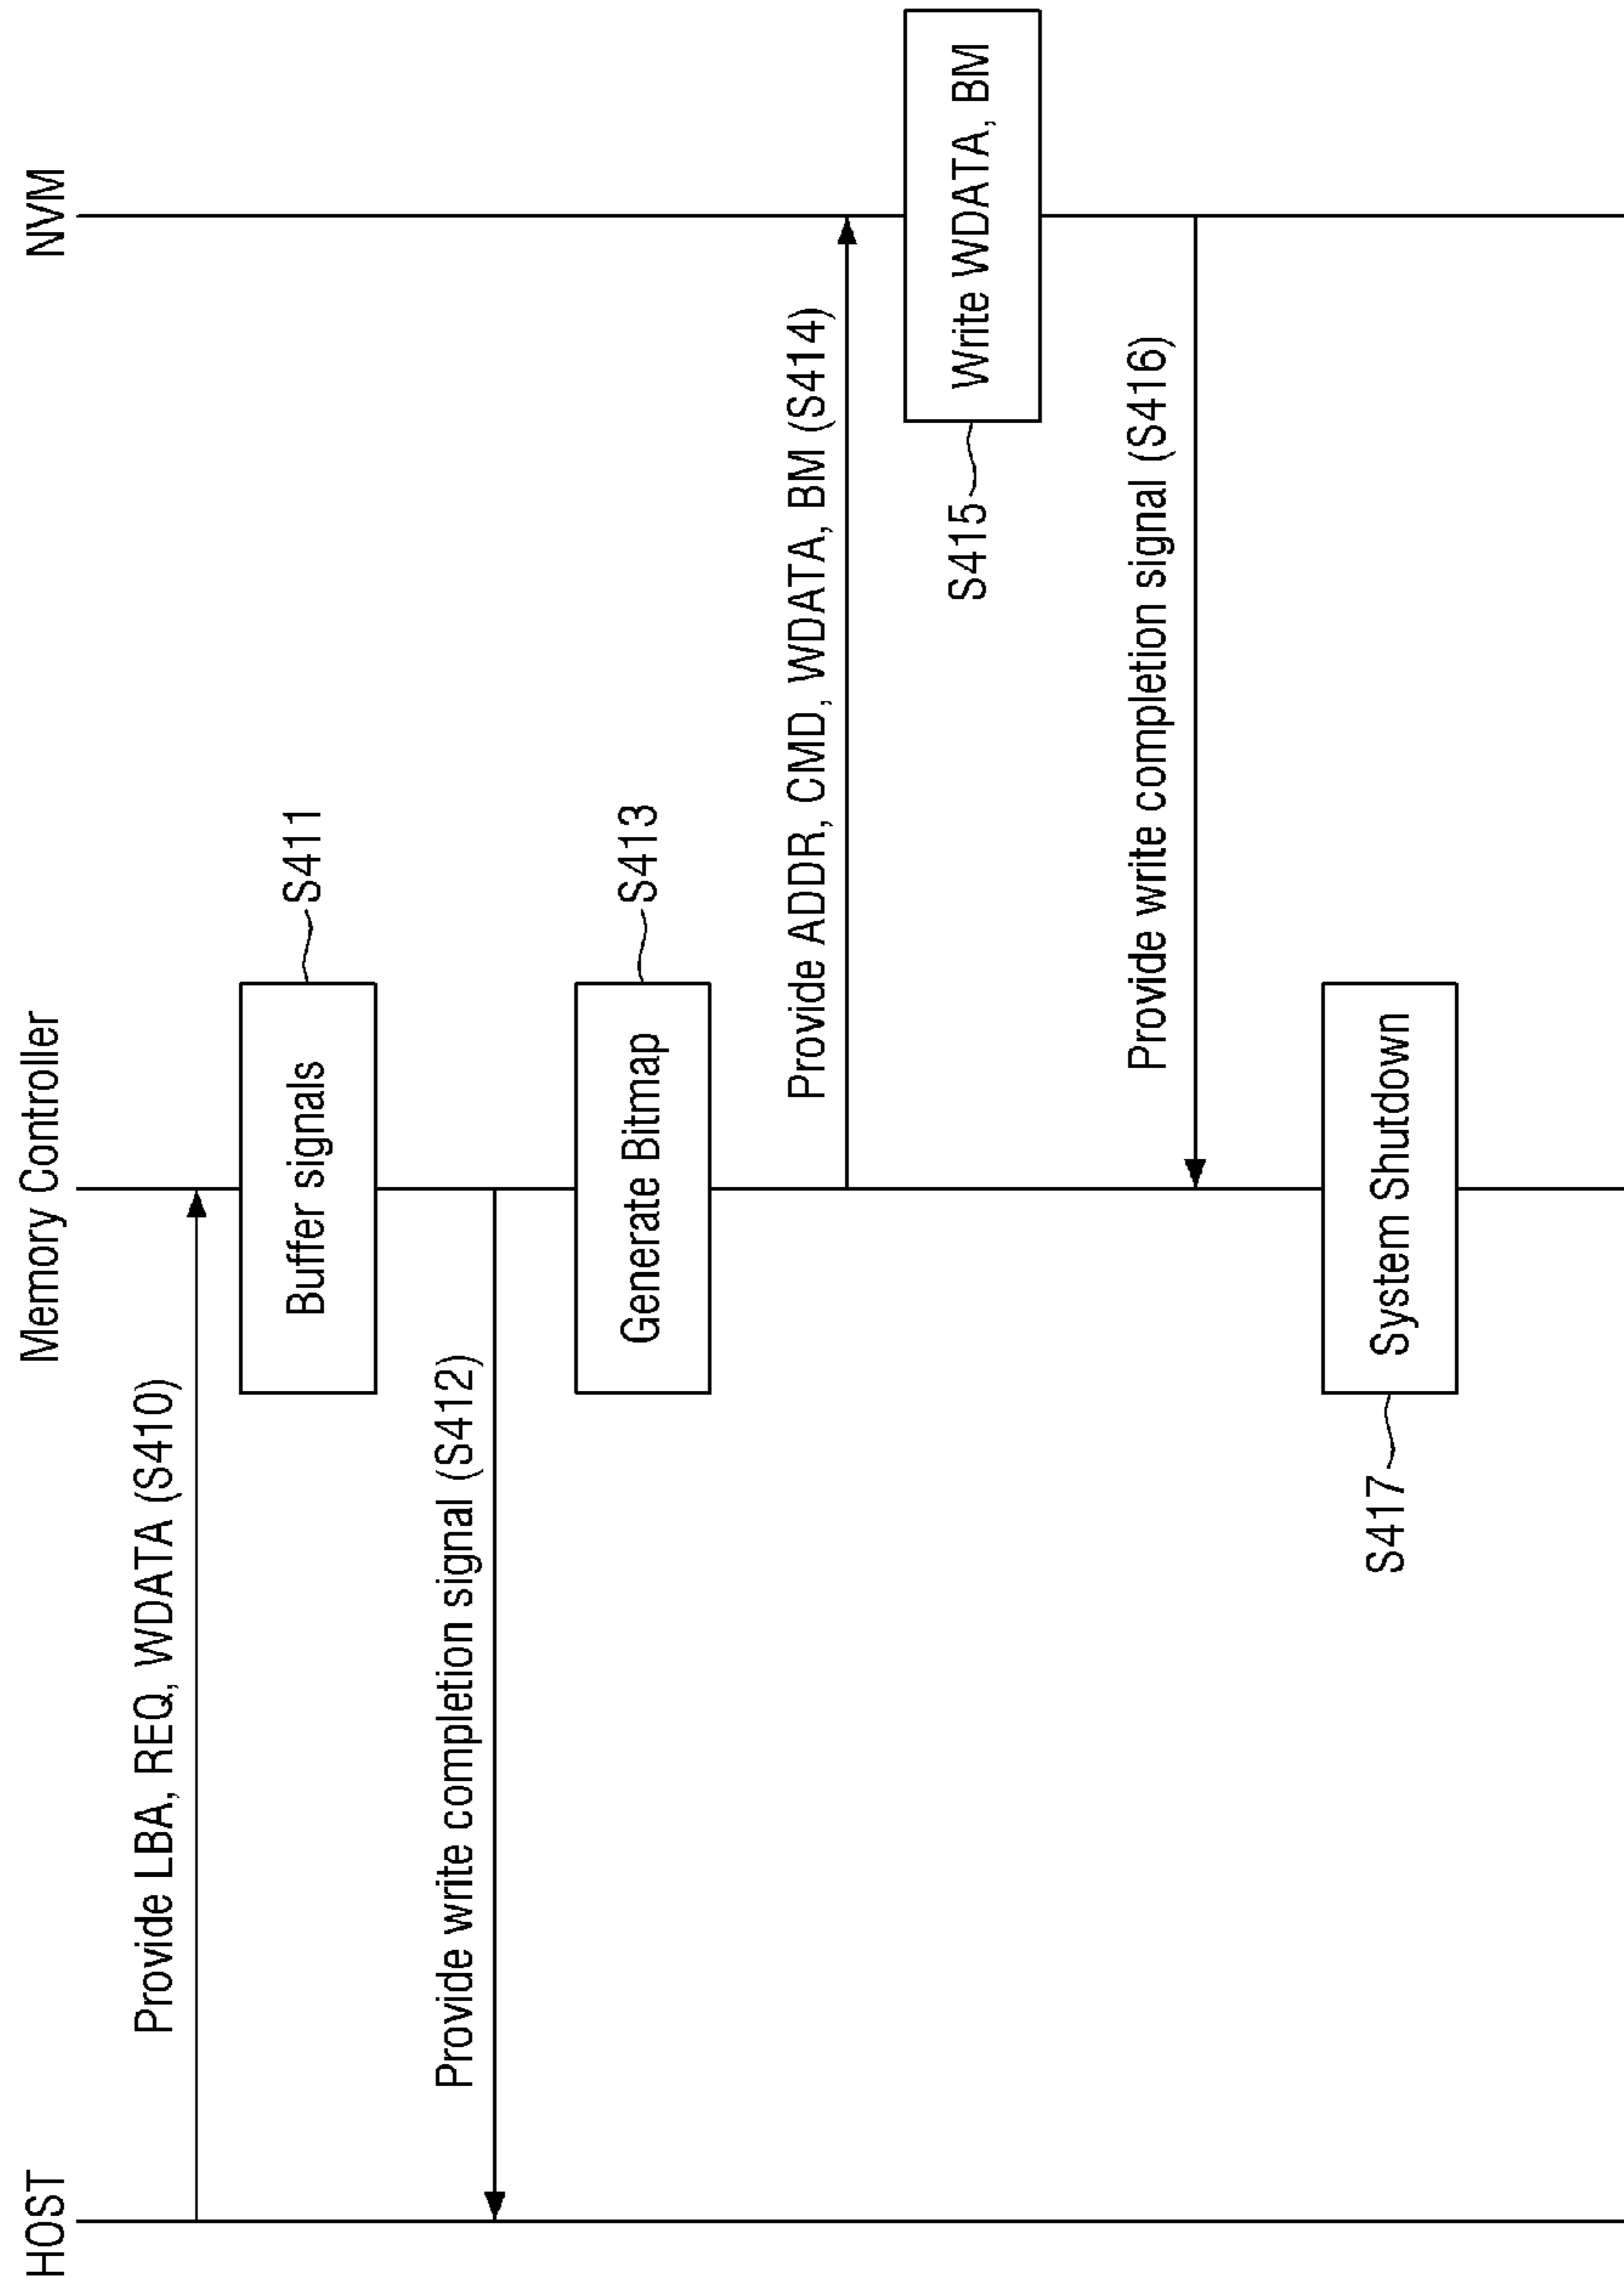 HOST
Memory Controller
NVM
Provide LBA, REQ, WDATA (S410)
Buffer signals
S411
Provide write completion signal (S412)
Generate Bitmap
S413
Provide ADDR, CMD, WDATA, BM (S414)
S415
Write WDATA, BM
Provide write completion signal (S416)
S417
System Shutdown